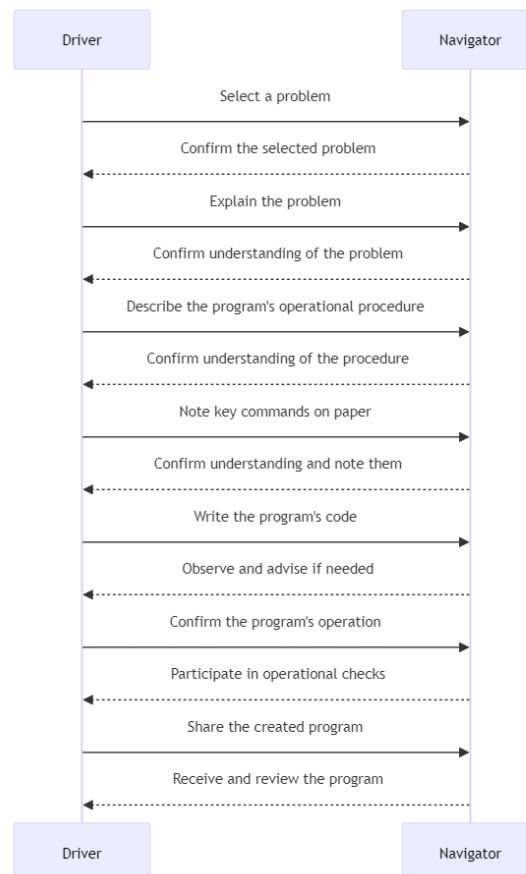 Driver
Navigator
Select a problem
Confirm the selected problem
Explain the problem
Confirm understanding of the problem
Describe the program's operational procedure
Confirm understanding of the procedure
Note key commands on paper
Confirm understanding and note them
Write the program's code
Observe and advise if needed
Confirm the program's operation
Participate in operational checks
Share the created program
Receive and review the program
Driver
Navigator